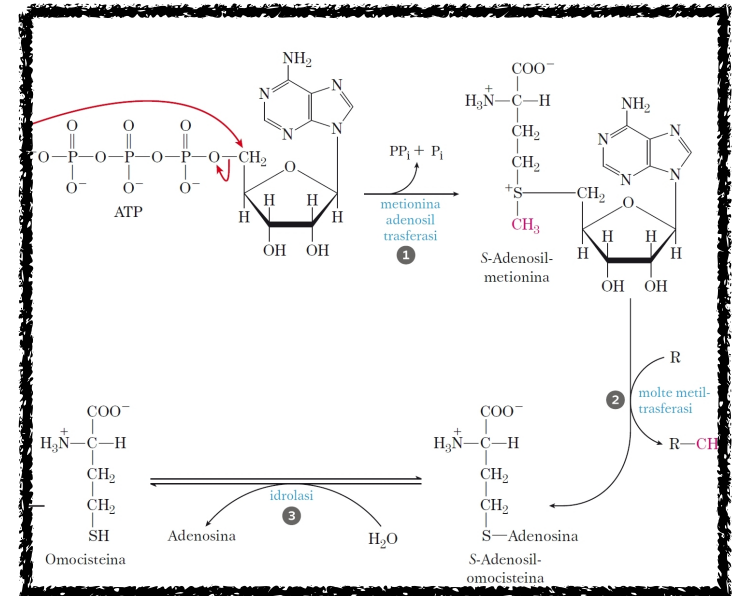 NH₂
N
N
N
N
O O O
O—P—O—P—O—P—O—CH₂
O⁻ O⁻ O⁻
O
H H
H H
OH OH
ATP
PPᵢ + Pᵢ
metionina
adenosil
trasferasi
1
COO⁻
H₃N⁺—C—H
CH₂
CH₂
⁺S—CH₂
CH₃
NH₂
N
N
N
N
O
H H
H H
OH OH
S-Adenosil-
metionina
R
2
molte metil-
trasferasi
R—CH
COO⁻
H₃N⁺—C—H
CH₂
CH₂
SH
Omocisteina
idrolasi
3
Adenosina
H₂O
COO⁻
H₃N⁺—C—H
CH₂
CH₂
S—Adenosina
S-Adenosil-
omocisteina